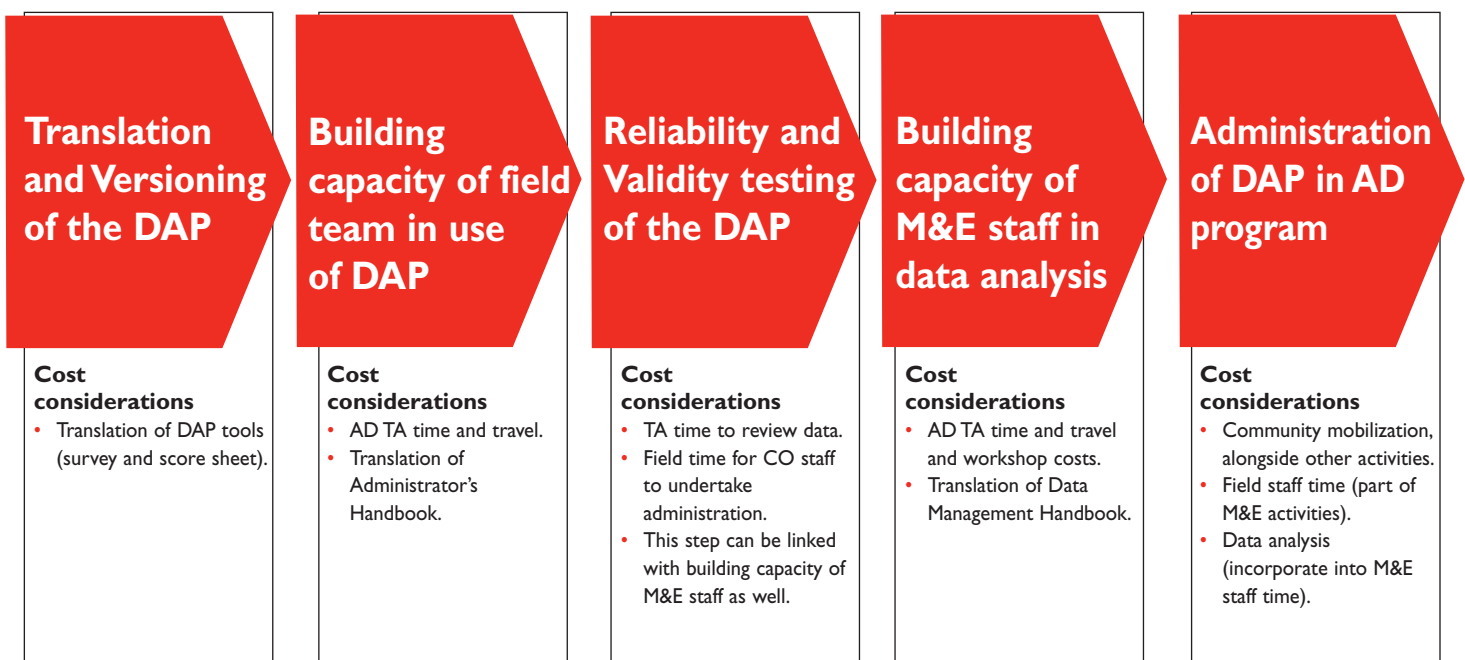 Translation
and Versioning
of the DAP
Cost
considerations
• Translation of DAP tools
(survey and score sheet).
Building
capacity of field
team in use
of DAP
Cost
considerations
• AD TA time and travel.
• Translation of
Administrator's
Handbook.
Reliability and
Validity testing
of the DAP
Cost
considerations
• TA time to review data.
• Field time for CO staff
to undertake
administration.
• This step can be linked
with building capacity of
M&E staff as well.
Building
capacity of
M&E staff in
data analysis
Cost
considerations
• AD TA time and travel
and workshop costs.
• Translation of Data
Management Handbook.
Administration
of DAP in AD
program
Cost
considerations
• Community mobilization,
alongside other activities.
• Field staff time (part of
M&E activities).
• Data analysis
(incorporate into M&E
staff time).